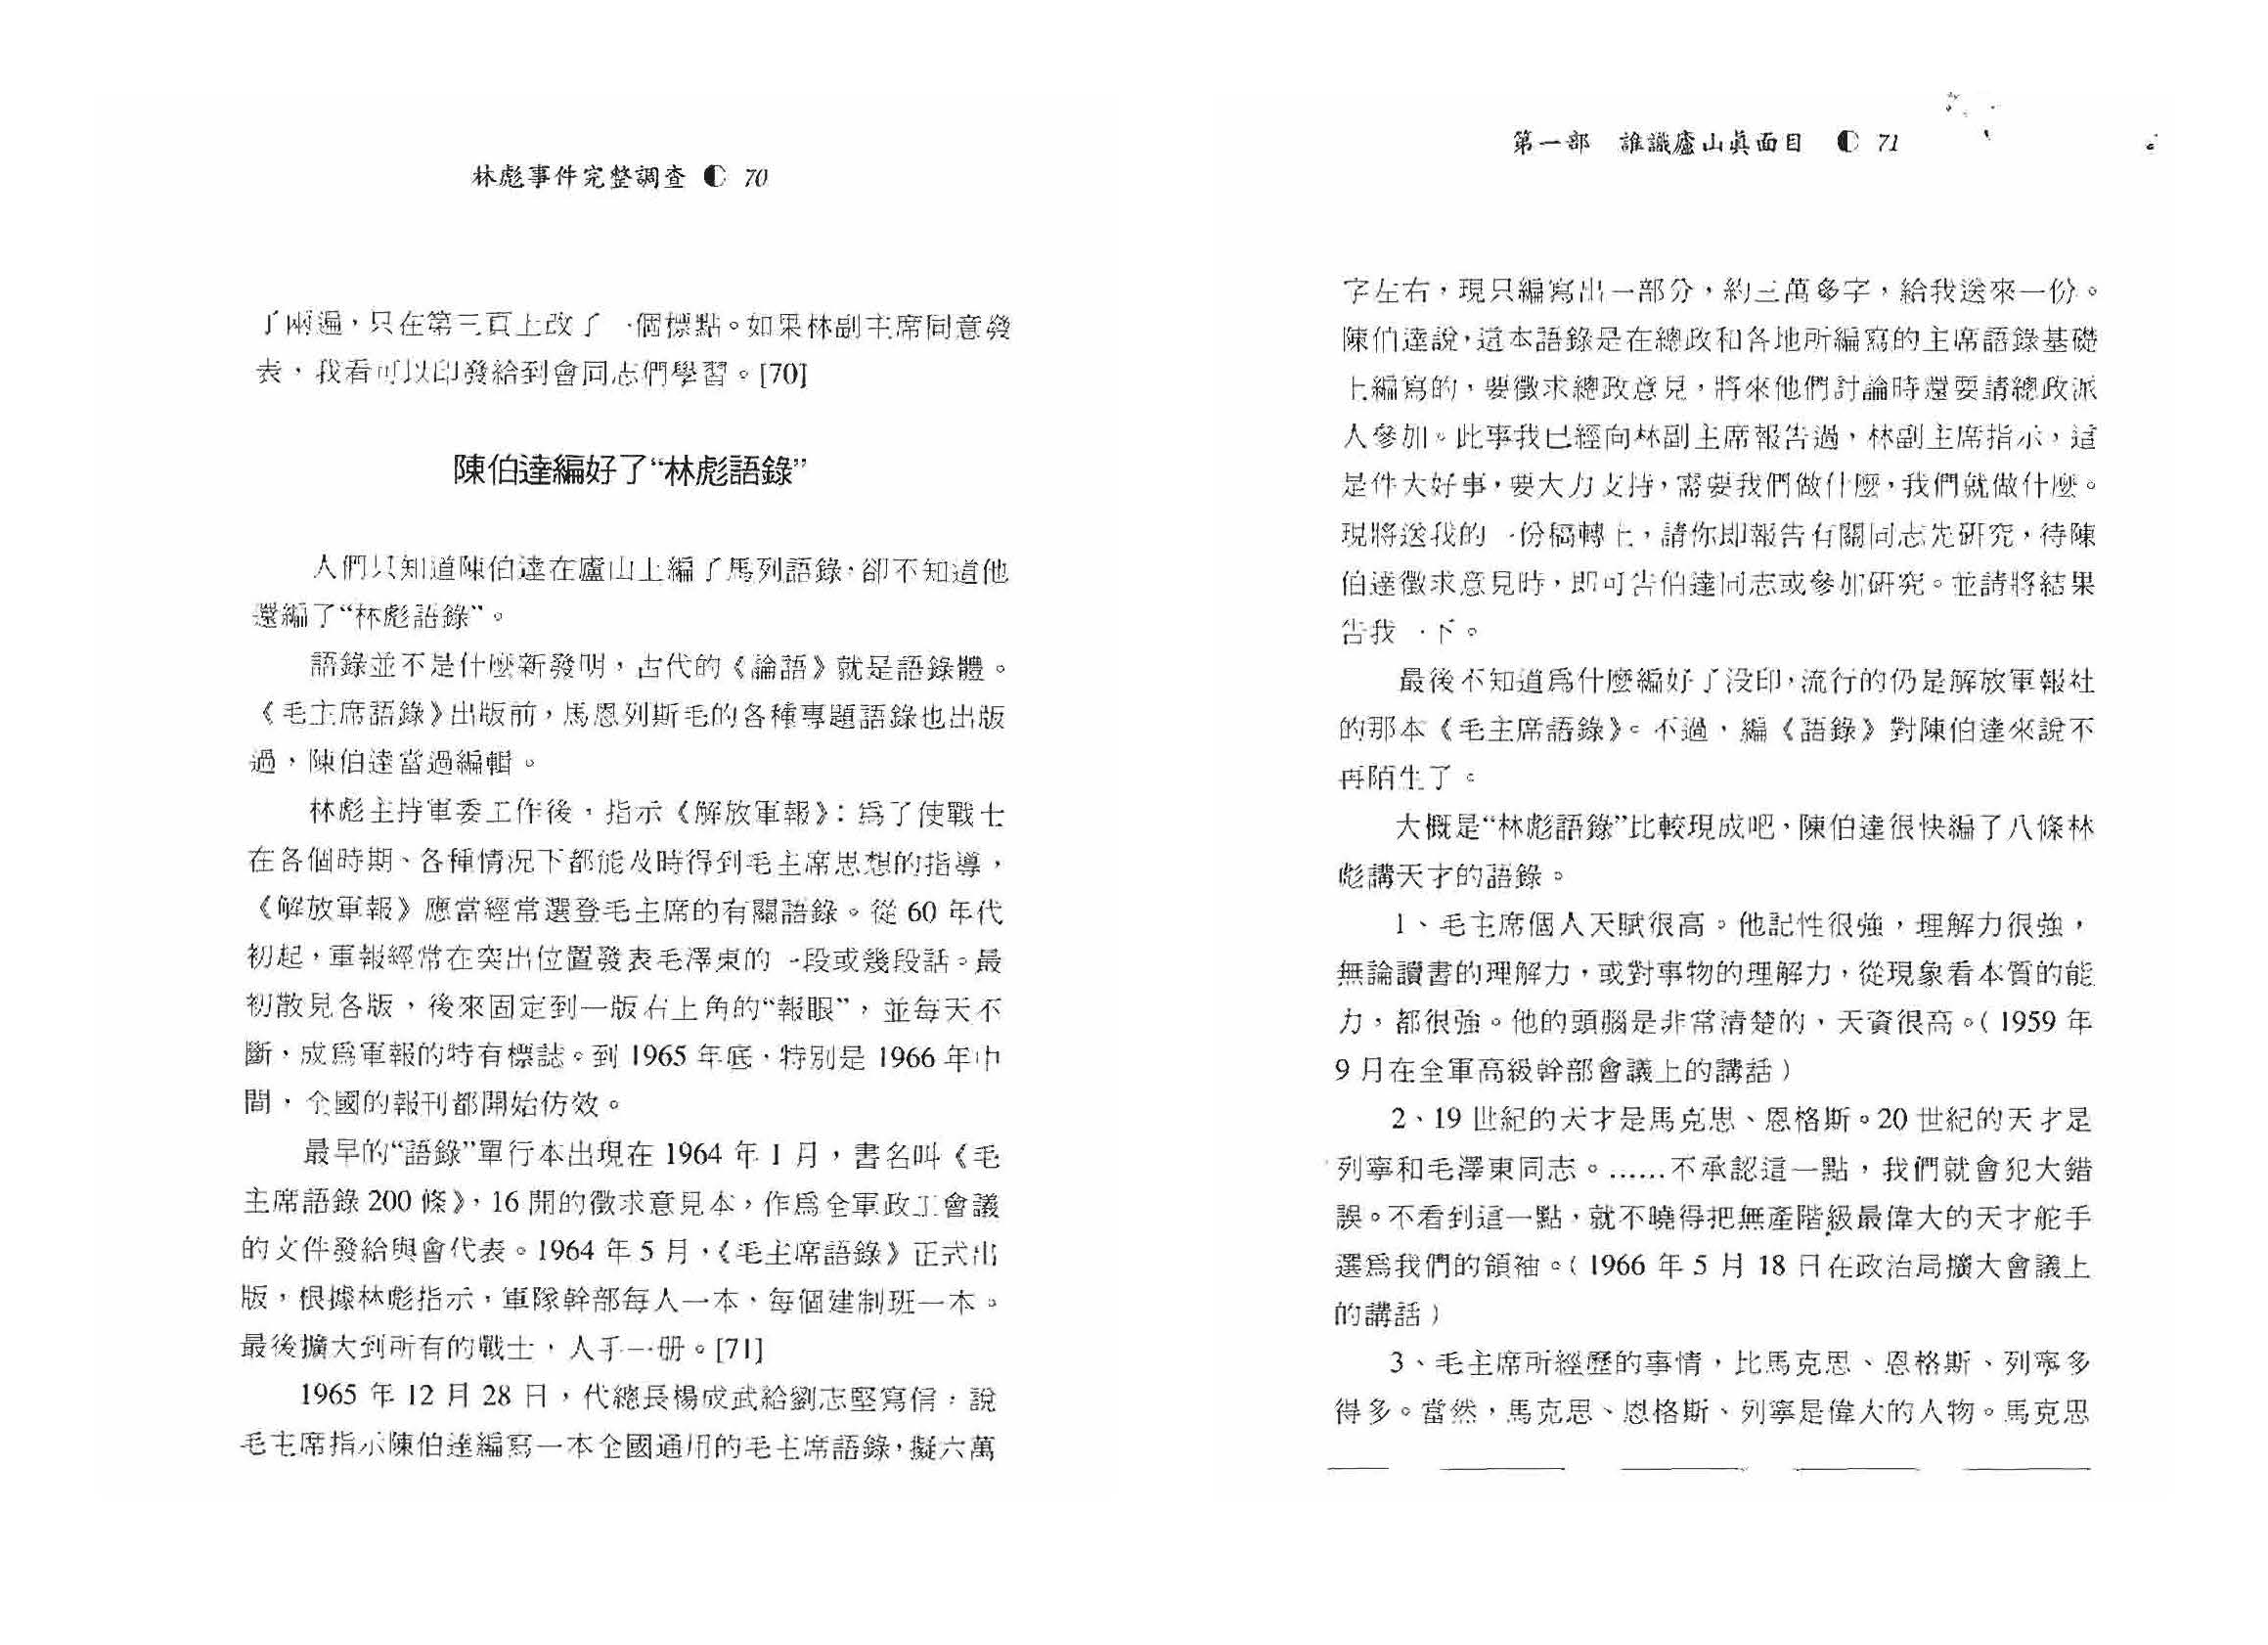 林彪事件完整調查 70
了兩遍，只在第三頁上改了一個標點。如果林副主席同意發
表，我看可以印發給到會同志們學習。[70]
陳伯達編好了“林彪語錄”
人們只知道陳伯達在廬山上編了馬列語錄，卻不知道他
還編了“林彪語錄”。
語錄並不是什麼新發明，古代的《論語》就是語錄體。
《毛主席語錄》出版前，馬恩列斯毛的各種專題語錄也出版
過，陳伯達當過編輯。
林彪主持軍委工作後，指示《解放軍報》：爲了使戰士
在各個時期、各種情況下都能及時得到毛主席思想的指導，
《解放軍報》應當經常選登毛主席的有關語錄。從 60 年代
初起，軍報經常在突出位置發表毛澤東的一段或幾段話。最
初散見各版，後來固定到一版右上角的“報眼”，並每天不
斷，成爲軍報的特有標誌。到 1965 年底，特別是 1966 年中
間，全國的報刊都開始仿效。
最早的“語錄”單行本出現在 1964 年 1 月，書名叫《毛
主席語錄 200 條》，16 開的徵求意見本，作爲全軍政工會議
的文件發給與會代表。1964 年 5 月，《毛主席語錄》正式出
版，根據林彪指示，軍隊幹部每人一本、每個建制班一本。
最後擴大到所有的戰士，人手一册。[71]
1965 年 12 月 28 日，代總長楊成武給劉志堅寫信：說
毛主席指示陳伯達編寫一本全國通用的毛主席語錄，擬六萬
第一部 誰識廬山眞面目 71
字左右，現只編寫出一部分，約三萬多字，給我送來一份。
陳伯達說，這本語錄是在總政和各地所編寫的主席語錄基礎
上編寫的，要徵求總政意見，將來他們討論時還要請總政派
人參加。此事我已經向林副主席報告過，林副主席指示，這
是件大好事，要大力支持，需要我們做什麼，我們就做什麼。
現將送我的一份稿轉上，請你即報告有關同志先研究，待陳
伯達徵求意見時，即可告伯達同志或參加研究。並請將結果
告我一下。
最後不知道爲什麼編好了没印，流行的仍是解放軍報社
的那本《毛主席語錄》。不過，編《語錄》對陳伯達來說不
再陌生了。
大概是“林彪語錄”比較現成吧，陳伯達很快編了八條林
彪講天才的語錄。
1、毛主席個人天賦很高。他記性很強，理解力很強，
無論讀書的理解力，或對事物的理解力，從現象看本質的能
力，都很強。他的頭腦是非常清楚的，天資很高。（1959 年
9 月在全軍高級幹部會議上的講話）
2、19 世紀的天才是馬克思、恩格斯。20 世紀的天才是
列寧和毛澤東同志。……不承認這一點，我們就會犯大錯
誤。不看到這一點，就不曉得把無產階級最偉大的天才舵手
選爲我們的領袖。（1966 年 5 月 18 日在政治局擴大會議上
的講話）
3、毛主席所經歷的事情，比馬克思、恩格斯、列寧多
得多。當然，馬克思、恩格斯、列寧是偉大的人物。馬克思